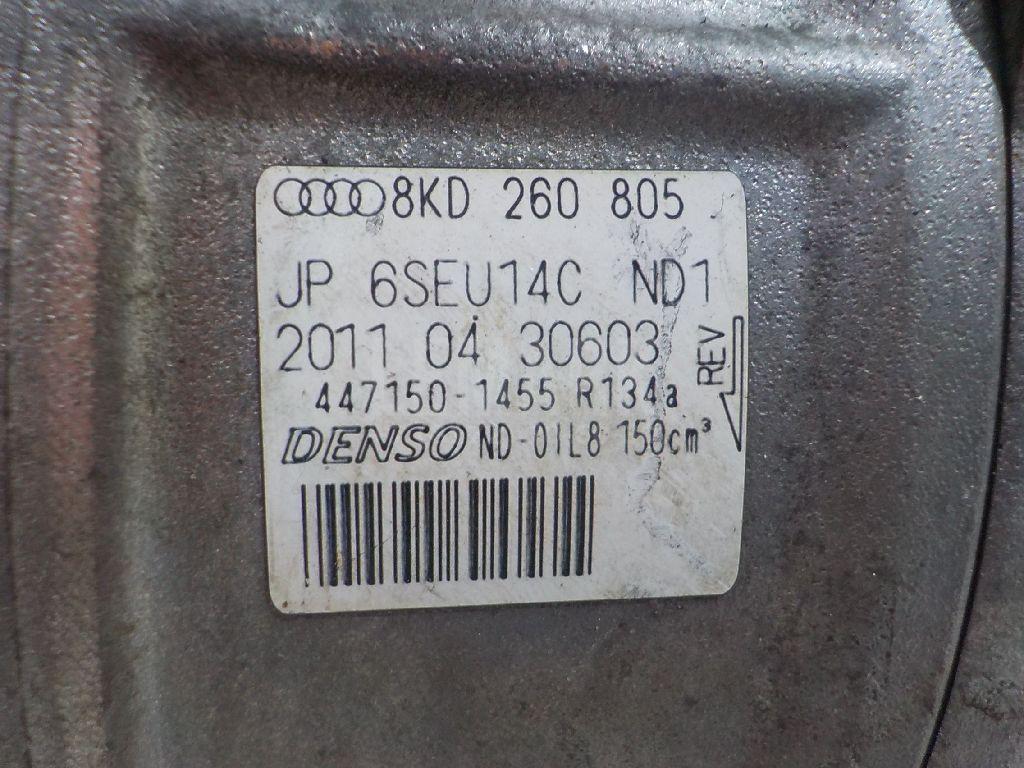 8KD 260 805
JP 6SEU14C ND1
2011 04 30603
447150-1455 R134a
DENSO ND-OIL8 150cm³
REV